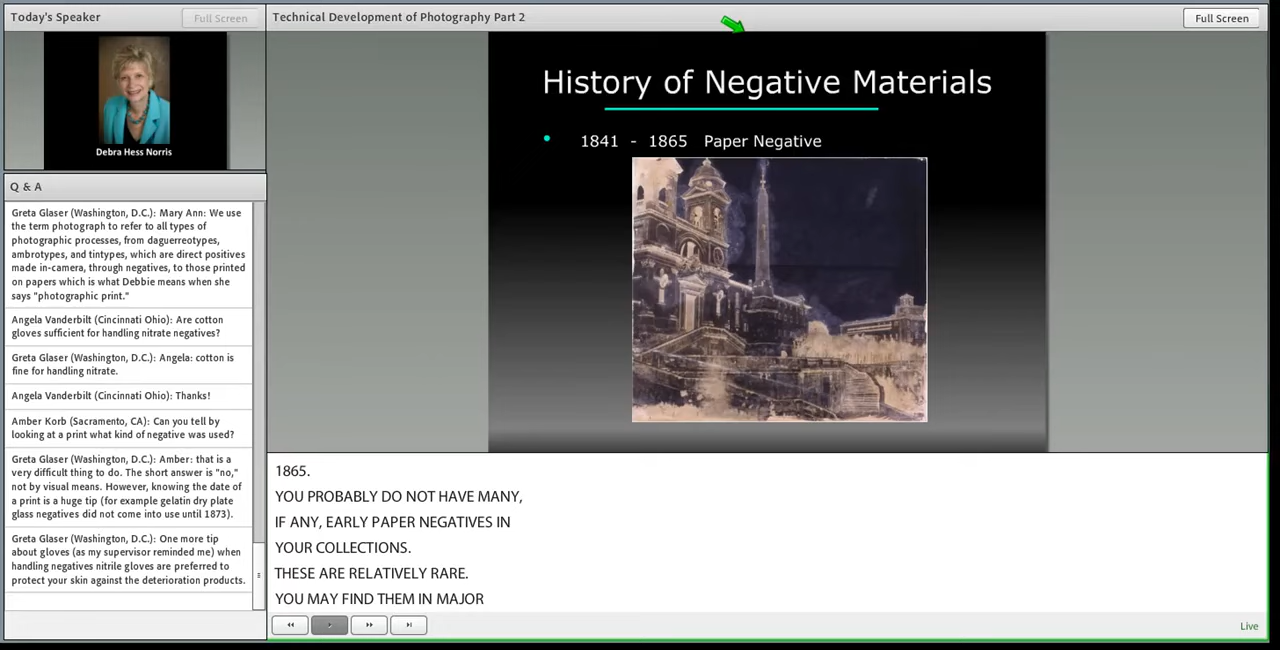 Today's Speaker
Full Screen
Debra Hess Norris
Q & A
Greta Glaser (Washington, D.C.): Mary Ann: We use
the term photograph to refer to all types of
photographic processes, from daguerreotypes,
ambrotypes, and tintypes, which are direct positives
made in-camera, through negatives, to those printed
on papers which is what Debbie means when she
says "photographic print."
Angela Vanderbilt (Cincinnati Ohio): Are cotton
gloves sufficient for handling nitrate negatives?
Greta Glaser (Washington, D.C.): Angela: cotton is
fine for handling nitrate.
Angela Vanderbilt (Cincinnati Ohio): Thanks!
Amber Korb (Sacramento, CA): Can you tell by
looking at a print what kind of negative was used?
Greta Glaser (Washington, D.C.): Amber: that is a
very difficult thing to do. The short answer is "no,"
not by visual means. However, knowing the date of
a print is a huge tip (for example gelatin dry plate
glass negatives did not come into use until 1873).
Greta Glaser (Washington, D.C.): One more tip
about gloves (as my supervisor reminded me) when
handling negatives nitrile gloves are preferred to
protect your skin against the deterioration products.
Technical Development of Photography Part 2
Full Screen
History of Negative Materials
• 1841 - 1865 Paper Negative
1865.
YOU PROBABLY DO NOT HAVE MANY,
IF ANY, EARLY PAPER NEGATIVES IN
YOUR COLLECTIONS.
THESE ARE RELATIVELY RARE.
YOU MAY FIND THEM IN MAJOR
Live